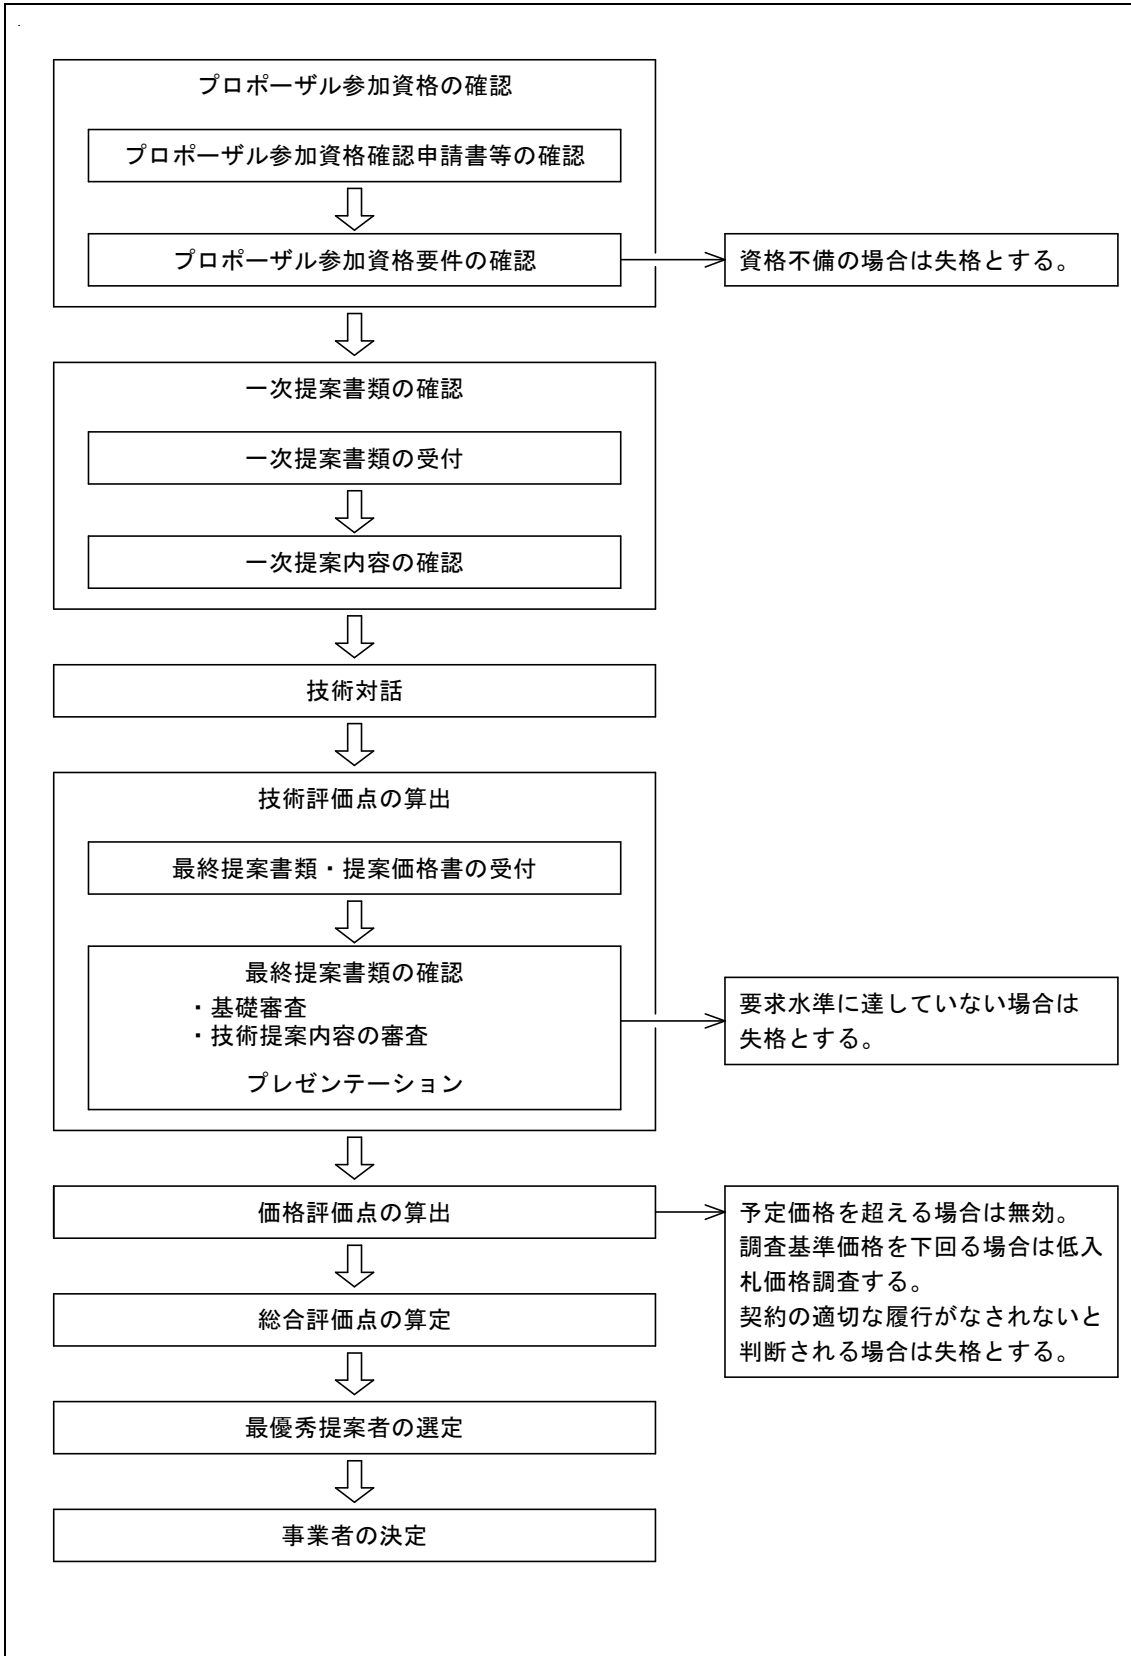 プロポーザル参加資格の確認
プロポーザル参加資格確認申請書等の確認
プロポーザル参加資格要件の確認
資格不備の場合は失格とする。
一次提案書類の確認
一次提案書類の受付
一次提案内容の確認
技術対話
技術評価点の算出
最終提案書類・提案価格書の受付
最終提案書類の確認
・基礎審査
・技術提案内容の審査
プレゼンテーション
要求水準に達していない場合は
失格とする。
価格評価点の算出
予定価格を超える場合は無効。
調査基準価格を下回る場合は低入
札価格調査する。
契約の適切な履行がなされないと
判断される場合は失格とする。
総合評価点の算定
最優秀提案者の選定
事業者の決定